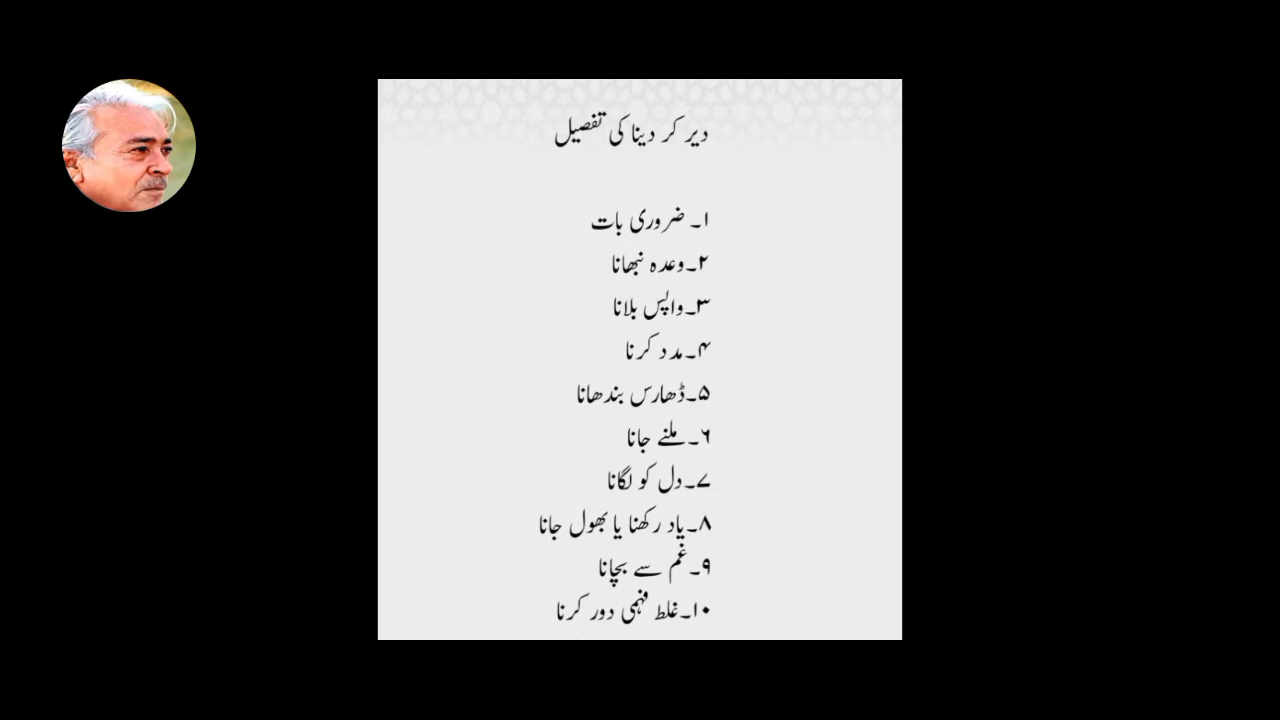 دیر کر دینا کی تفصیل
۱۔ ضروری بات
۲۔وعدہ نبھانا
۳۔واپس بلانا
۴۔مدد کرنا
۵۔ڈھارس بندھانا
۶۔ملنے جانا
۷۔دل کو لگانا
۸۔یاد رکھنا یا بھول جانا
۹۔غم سے بچانا
۱۰۔غلط فہمی دور کرنا